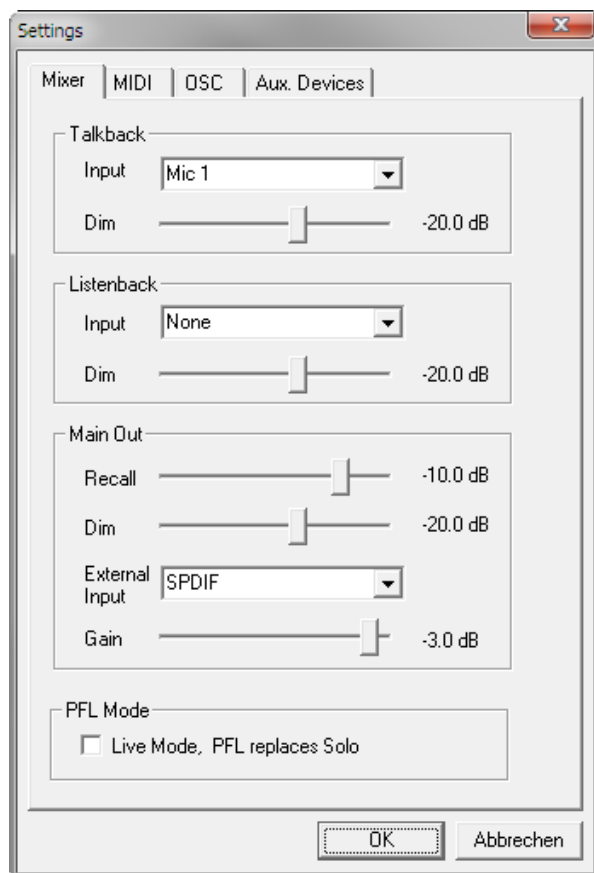 Settings
Mixer MIDI OSC Aux. Devices
Talkback
Input Mic 1
Dim -20.0 dB
Listenback
Input None
Dim -20.0 dB
Main Out
Recall -10.0 dB
Dim -20.0 dB
External
Input SPDIF
Gain -3.0 dB
PFL Mode
Live Mode, PFL replaces Solo
OK Abbrechen